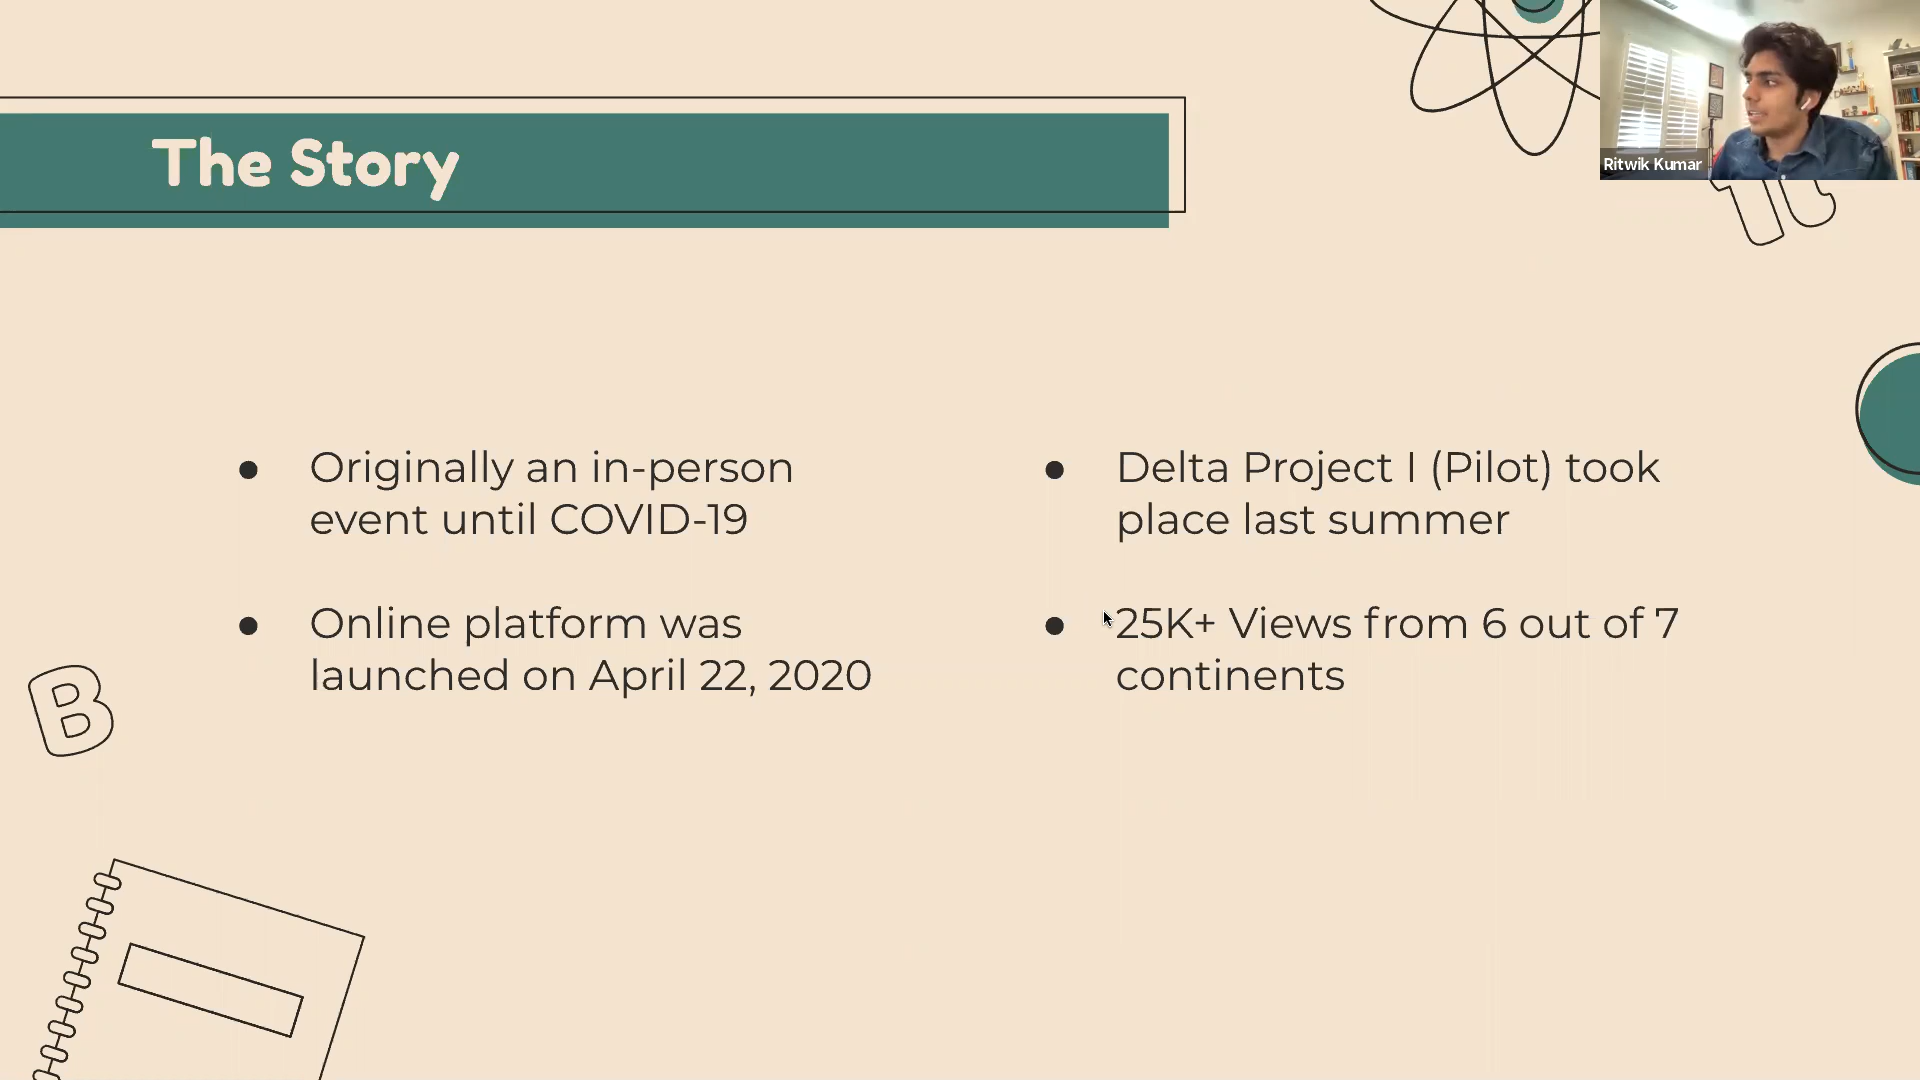 The Story
Ritwik Kumar
Originally an in-person
event until COVID-19
Online platform was
launched on April 22, 2020
Delta Project I (Pilot) took
place last summer
25K+ Views from 6 out of 7
continents
B
π